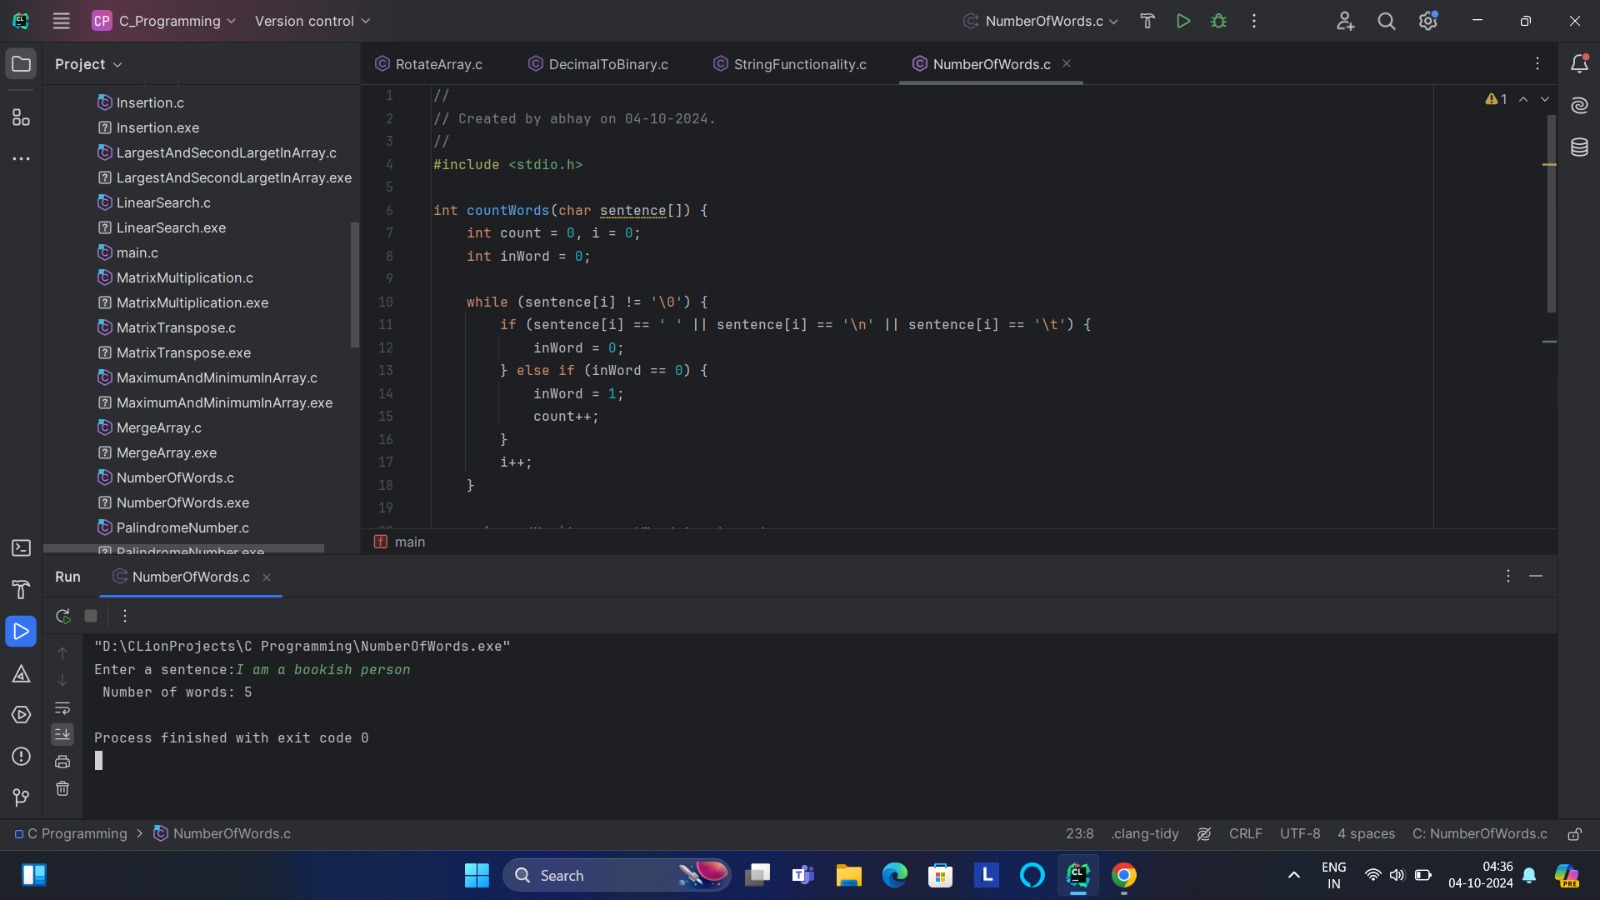 CL
CP C_Programming
Version control
NumberOfWords.c
Project
RotateArray.c
DecimalToBinary.c
StringFunctionality.c
NumberOfWords.c
Insertion.c
Insertion.exe
LargestAndSecondLargetInArray.c
LargestAndSecondLargetInArray.exe
LinearSearch.c
LinearSearch.exe
main.c
MatrixMultiplication.c
MatrixMultiplication.exe
MatrixTranspose.c
MatrixTranspose.exe
MaximumAndMinimumInArray.c
MaximumAndMinimumInArray.exe
MergeArray.c
MergeArray.exe
NumberOfWords.c
NumberOfWords.exe
PalindromeNumber.c
PalindromeNumber.exe
1 //
2 // Created by abhay on 04-10-2024.
3 //
4 #include <stdio.h>
5
6 int countWords(char sentence[]) {
7 int count = 0, i = 0;
8 int inWord = 0;
9
10 while (sentence[i] != '\0') {
11 if (sentence[i] == ' ' || sentence[i] == '\n' || sentence[i] == '\t') {
12 inWord = 0;
13 } else if (inWord == 0) {
14 inWord = 1;
15 count++;
16 }
17 i++;
18 }
19
1
main
Run
NumberOfWords.c
"D:\CLionProjects\C Programming\NumberOfWords.exe"
Enter a sentence:I am a bookish person
Number of words: 5
Process finished with exit code 0
C Programming > NumberOfWords.c
23:8
.clang-tidy
CRLF
UTF-8
4 spaces
C: NumberOfWords.c
Search
L
CL
ENG
IN
04:36
04-10-2024
PRE